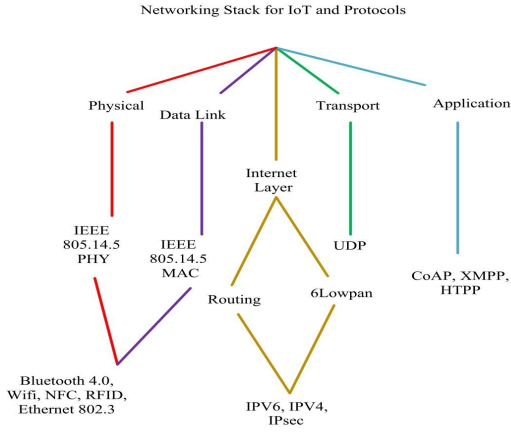 Networking Stack for IoT and Protocols
Physical
Data Link
Transport
Application
Internet
Layer
IEEE
805.14.5
PHY
IEEE
805.14.5
MAC
UDP
CoAP, XMPP,
HTPP
Routing
6Lowpan
Bluetooth 4.0,
Wifi, NFC, RFID,
Ethernet 802.3
IPV6, IPV4,
IPsec